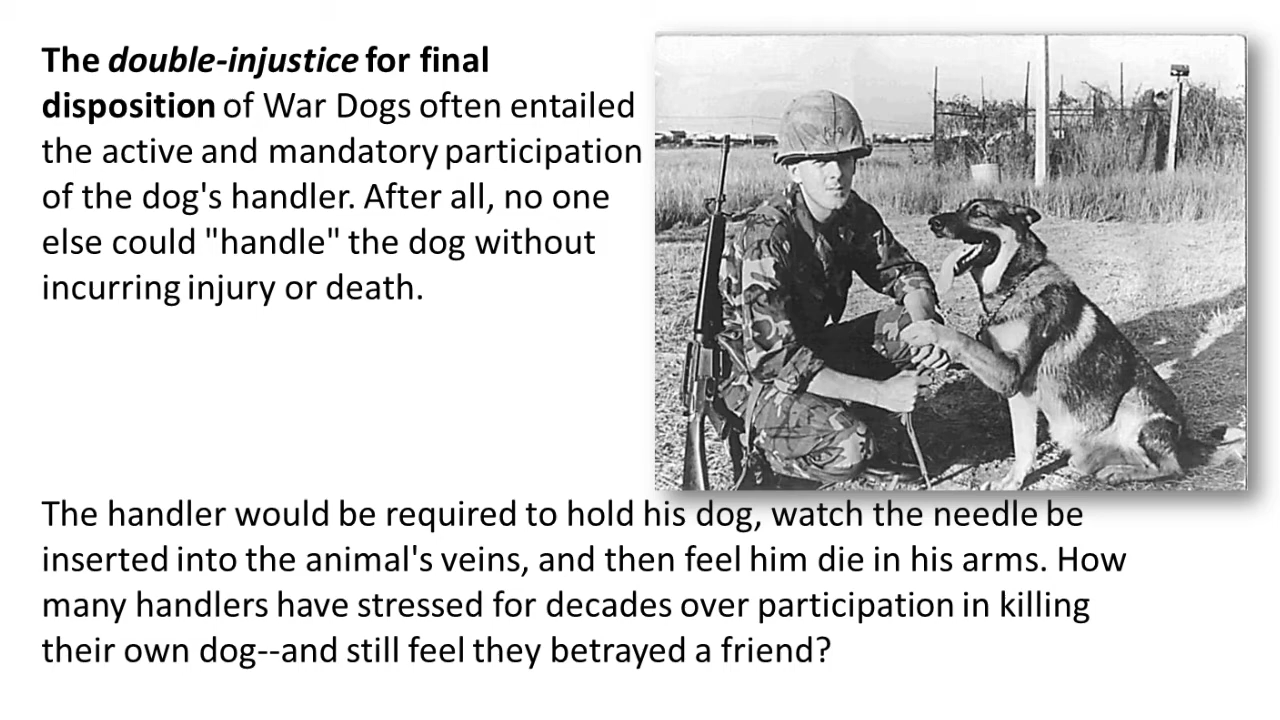 The double-injustice for final
disposition of War Dogs often entailed
the active and mandatory participation
of the dog's handler. After all, no one
else could "handle" the dog without
incurring injury or death.
K-9
The handler would be required to hold his dog, watch the needle be
inserted into the animal's veins, and then feel him die in his arms. How
many handlers have stressed for decades over participation in killing
their own dog--and still feel they betrayed a friend?